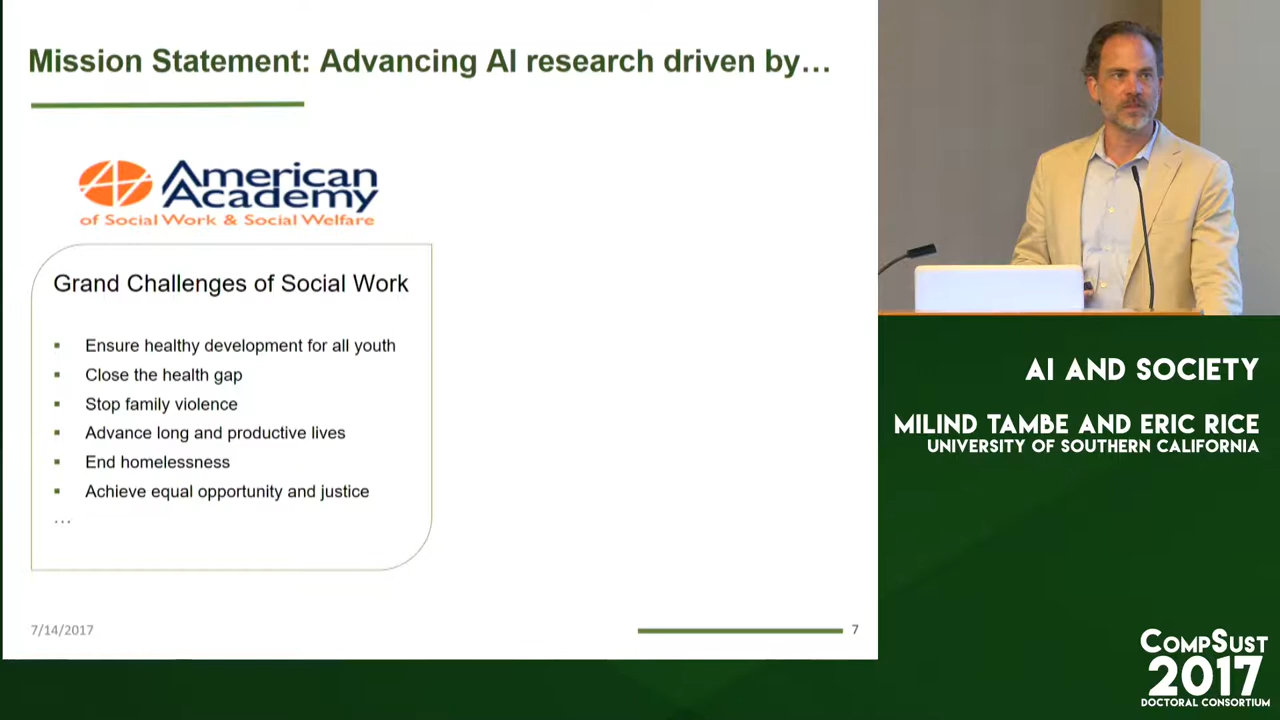 Mission Statement: Advancing AI research driven by…
American
Academy
of Social Work & Social Welfare
Grand Challenges of Social Work
▪ Ensure healthy development for all youth
▪ Close the health gap
▪ Stop family violence
▪ Advance long and productive lives
▪ End homelessness
▪ Achieve equal opportunity and justice
…
7/14/2017
7
AI AND SOCIETY
MILIND TAMBE AND ERIC RICE
UNIVERSITY OF SOUTHERN CALIFORNIA
COMPSUST
2017
DOCTORAL CONSORTIUM